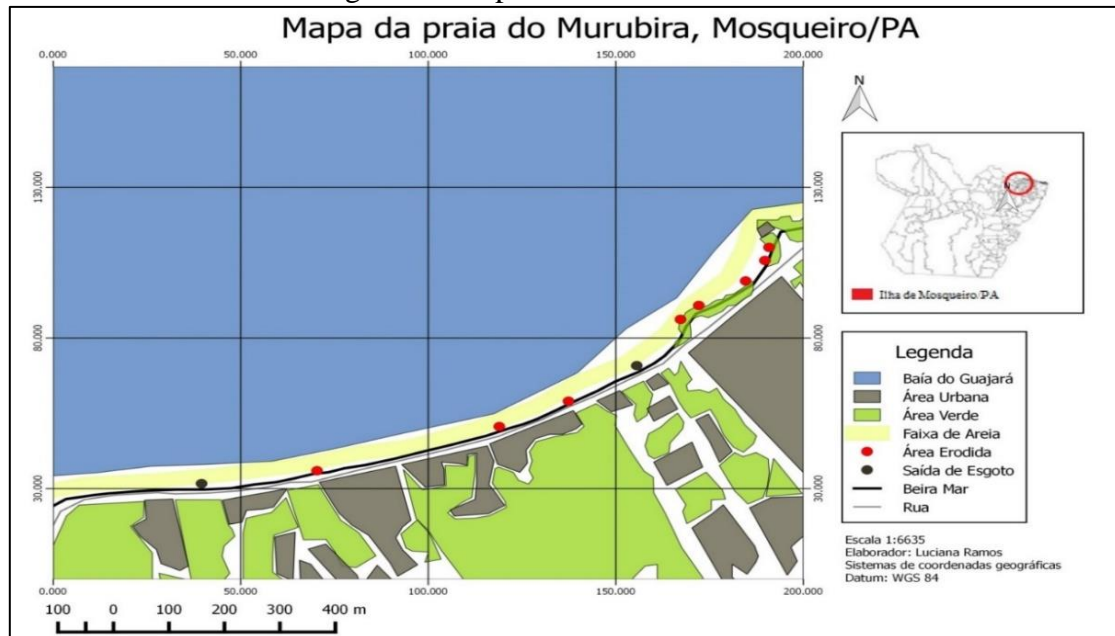 Mapa da praia do Murubira, Mosqueiro/PA
0.000 50.000 100.000 150.000 200.000
130.000 130.000
80.000 80.000
30.000 30.000
0.000 50.000 100.000 150.000 200.000
100 0 100 200 300 400 m
N
Ilha de Mosqueiro/PA
Legenda
Baía do Guajará
Área Urbana
Área Verde
Faixa de Areia
Área Erodida
Saída de Esgoto
Beira Mar
Rua
Escala 1:6635
Elaborador: Luciana Ramos
Sistemas de coordenadas geográficas
Datum: WGS 84